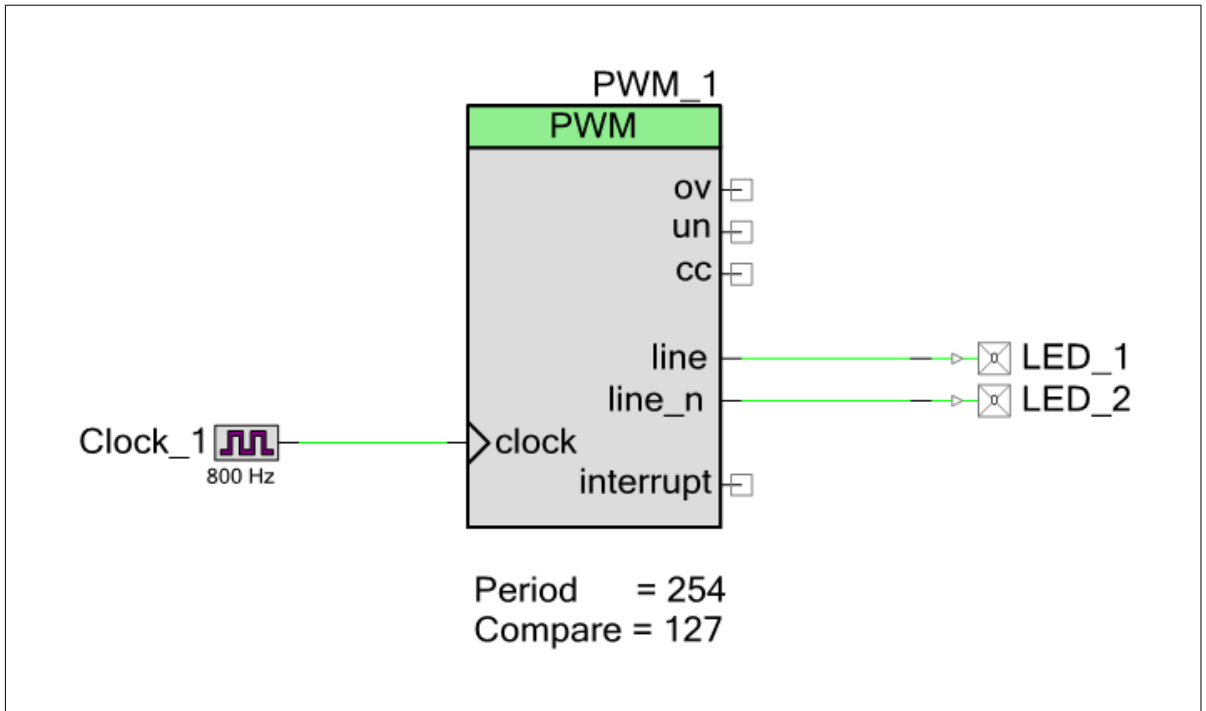 PWM_1
PWM
ov
un
cc
line
LED_1
line_n
LED_2
Clock_1
clock
800 Hz
interrupt
Period = 254
Compare = 127